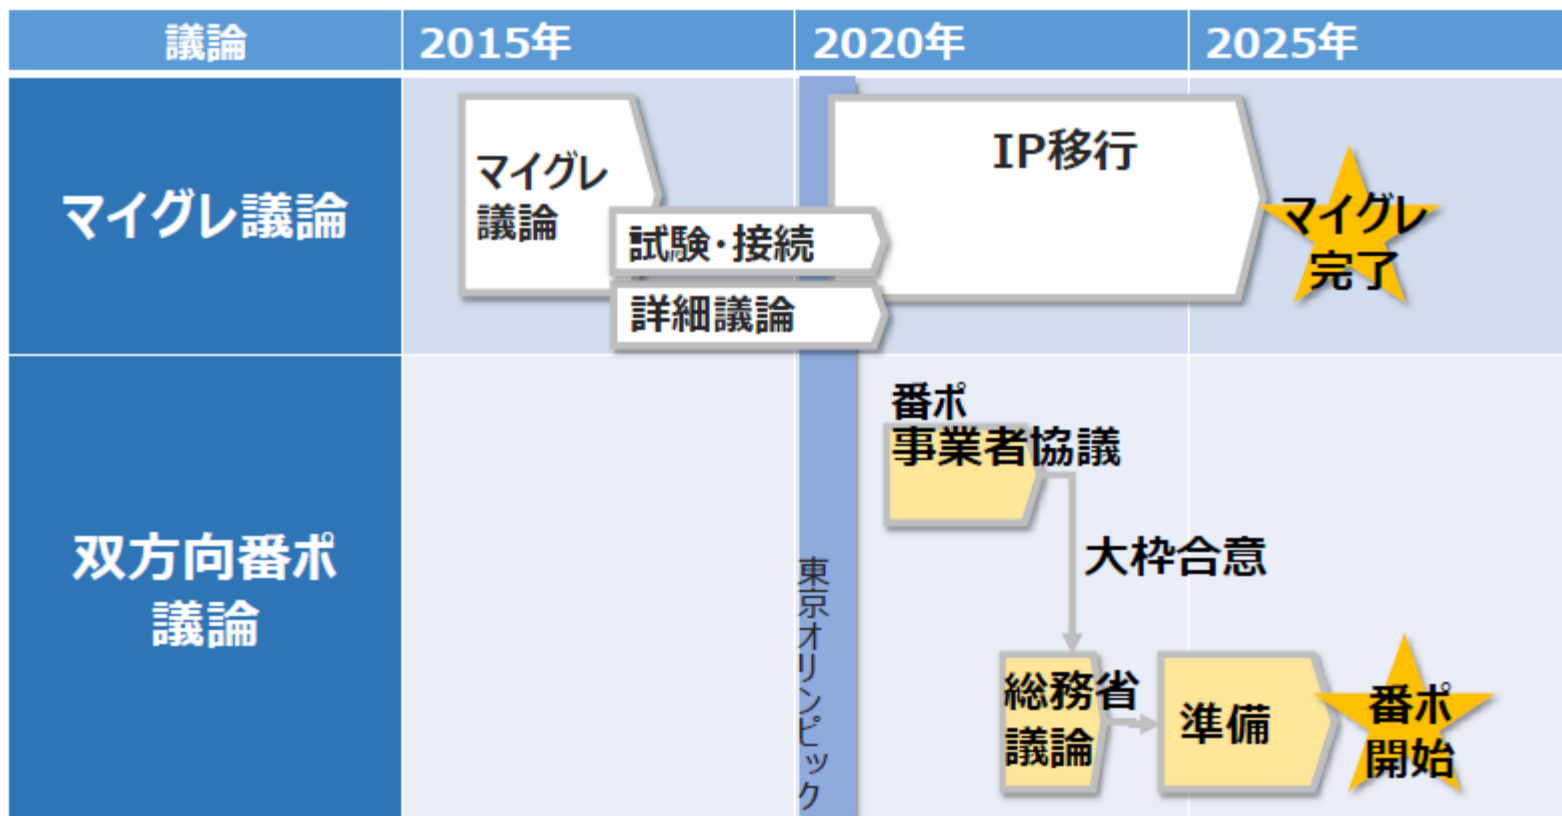 議論
2015年
2020年
2025年
マイグレ議論
マイグレ
議論
試験・接続
詳細議論
IP移行
マイグレ
完了
双方向番ポ
議論
東京オリンピック
番ポ
事業者協議
大枠合意
総務省
議論
準備
番ポ
開始